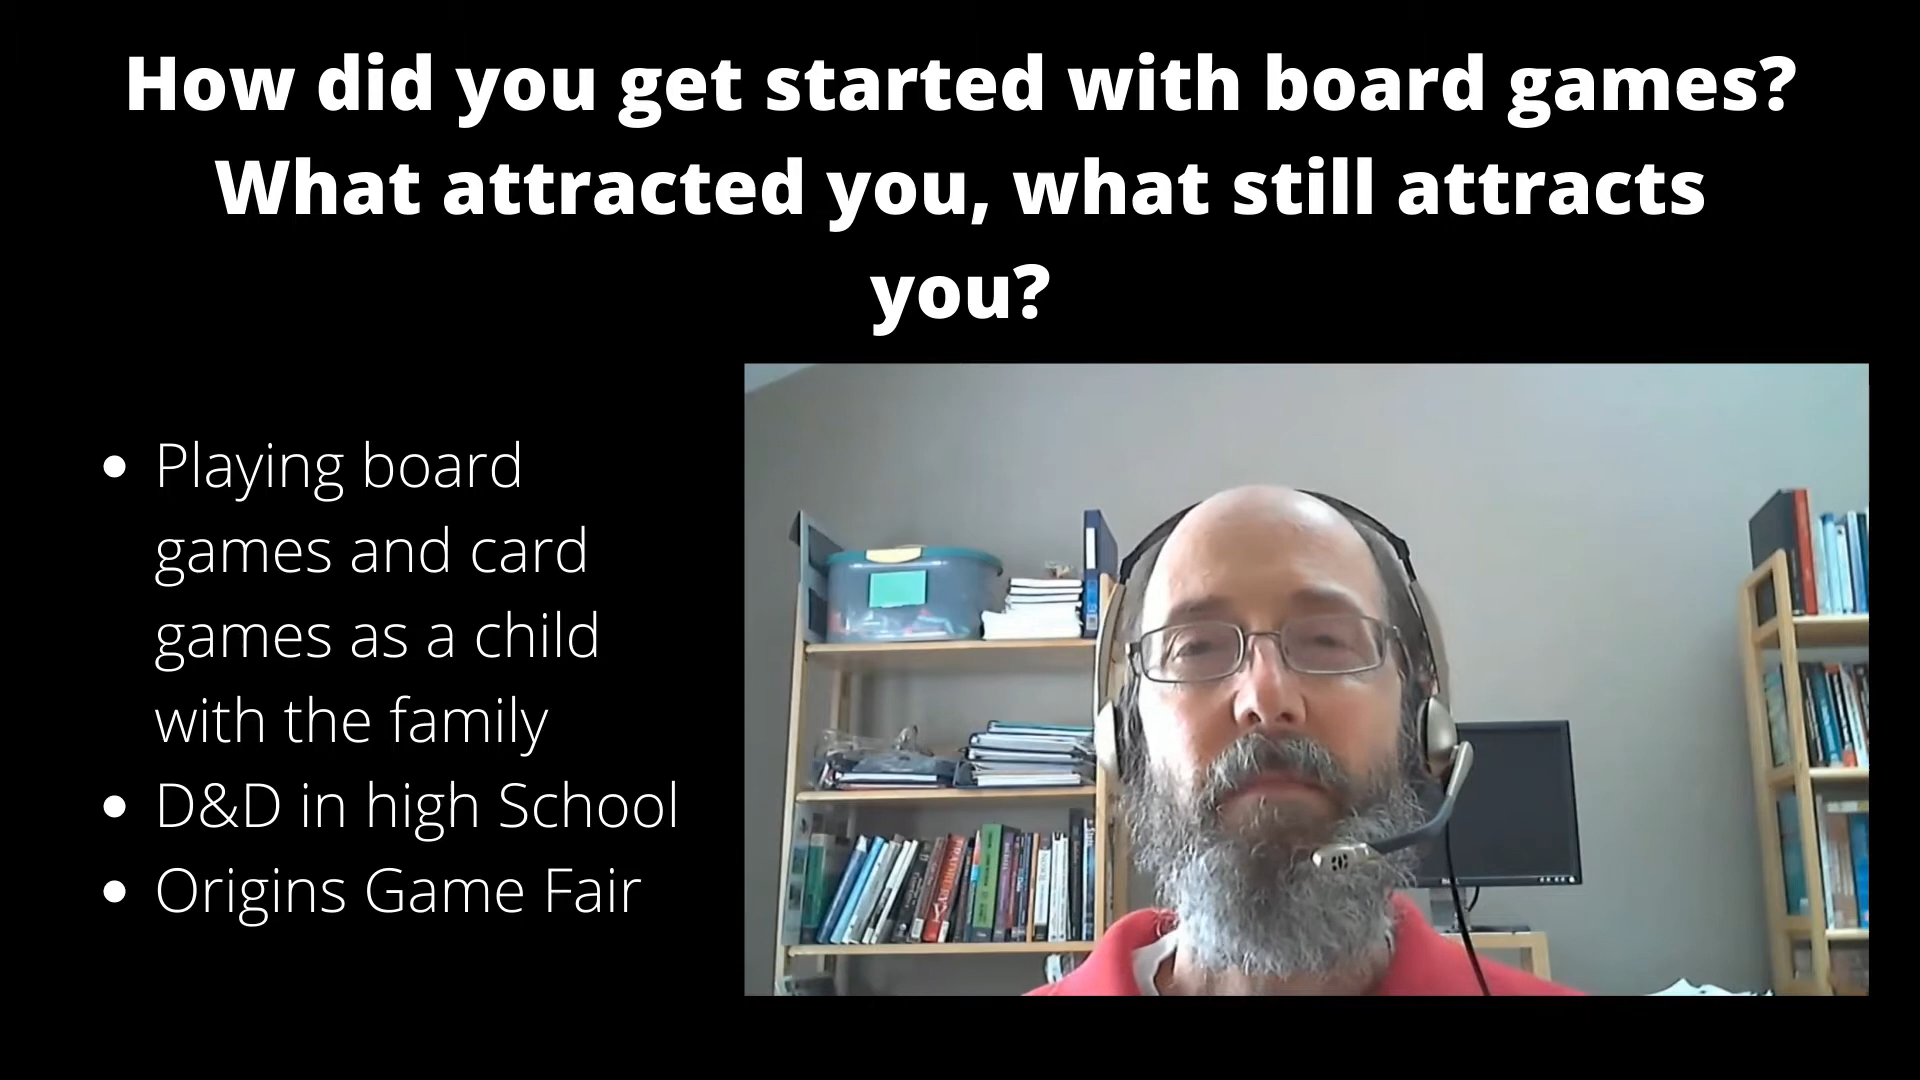 How did you get started with board games?
What attracted you, what still attracts
you?
• Playing board
games and card
games as a child
with the family
• D&D in high School
• Origins Game Fair